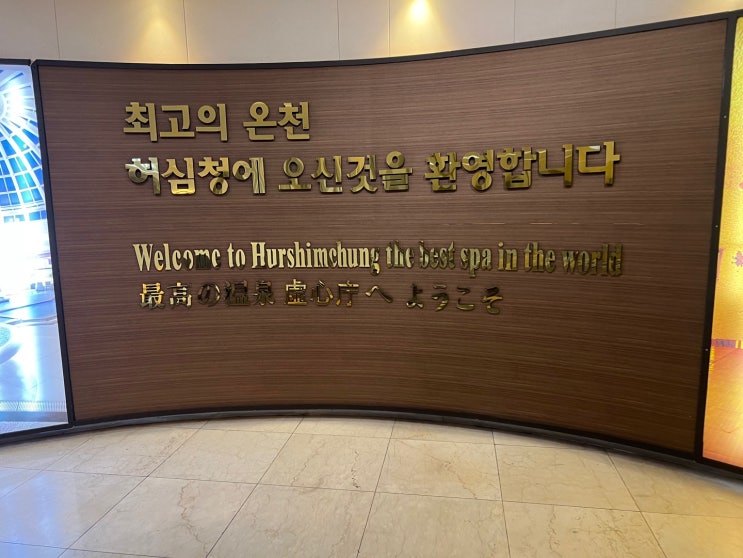 최고의 온천
허심청에 오신것을 환영합니다
Welcome to Hurshimchung the best spa in the world
最高の温泉 虚心庁へ ようこそ